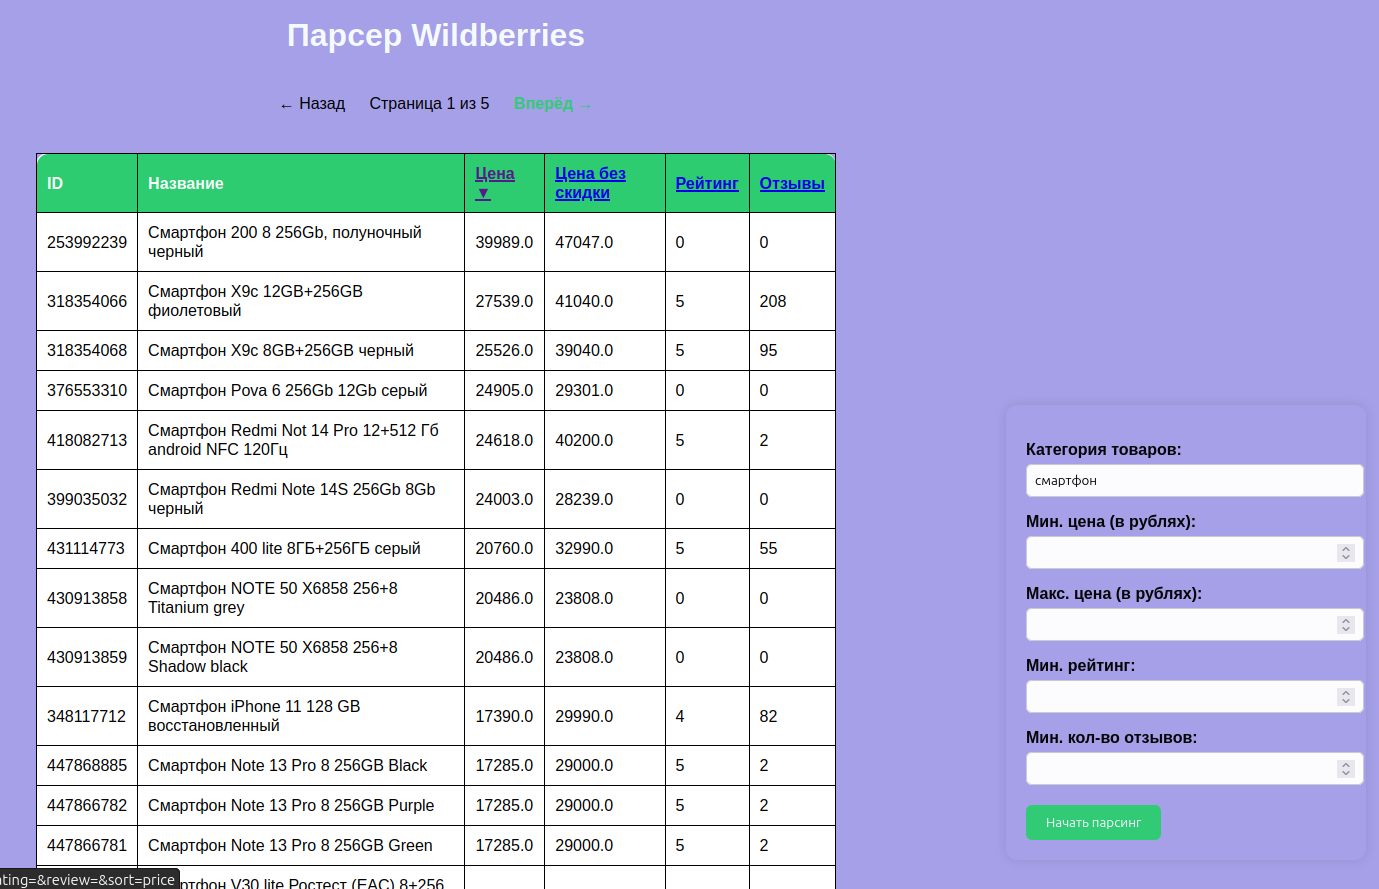 Парсер Wildberries
← Назад Страница 1 из 5 Вперёд →
ID Название Цена ▼ Цена без скидки Рейтинг Отзывы
253992239 Смартфон 200 8 256Gb, полуночный черный 39989.0 47047.0 0 0
318354066 Смартфон X9c 12GB+256GB фиолетовый 27539.0 41040.0 5 208
318354068 Смартфон X9c 8GB+256GB черный 25526.0 39040.0 5 95
376553310 Смартфон Pova 6 256Gb 12Gb серый 24905.0 29301.0 0 0
418082713 Смартфон Redmi Not 14 Pro 12+512 Гб android NFC 120Гц 24618.0 40200.0 5 2
399035032 Смартфон Redmi Note 14S 256Gb 8Gb черный 24003.0 28239.0 0 0
431114773 Смартфон 400 lite 8ГБ+256ГБ серый 20760.0 32990.0 5 55
430913858 Смартфон NOTE 50 X6858 256+8 Titanium grey 20486.0 23808.0 0 0
430913859 Смартфон NOTE 50 X6858 256+8 Shadow black 20486.0 23808.0 0 0
348117712 Смартфон iPhone 11 128 GB восстановленный 17390.0 29990.0 4 82
447868885 Смартфон Note 13 Pro 8 256GB Black 17285.0 29000.0 5 2
447866782 Смартфон Note 13 Pro 8 256GB Purple 17285.0 29000.0 5 2
447866781 Смартфон Note 13 Pro 8 256GB Green 17285.0 29000.0 5 2
V30 lite Ростест (EAC) 8+256
ating=&review=&sort=price
Категория товаров:
смартфон
Мин. цена (в рублях):
Макс. цена (в рублях):
Мин. рейтинг:
Мин. кол-во отзывов:
Начать парсинг